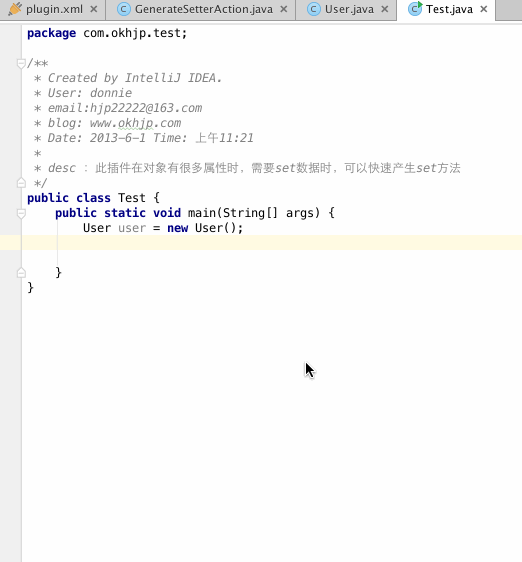 plugin.xml GenerateSetterAction.java User.java Test.java
package com.okhjp.test;
/**
* Created by IntelliJ IDEA.
* User: donnie
* email:hjp22222@163.com
* blog: www.okhjp.com
* Date: 2013-6-1 Time: 上午11:21
*
* desc : 此插件在对象有很多属性时，需要set数据时，可以快速产生set方法
*/
public class Test {
public static void main(String[] args) {
User user = new User();
}
}